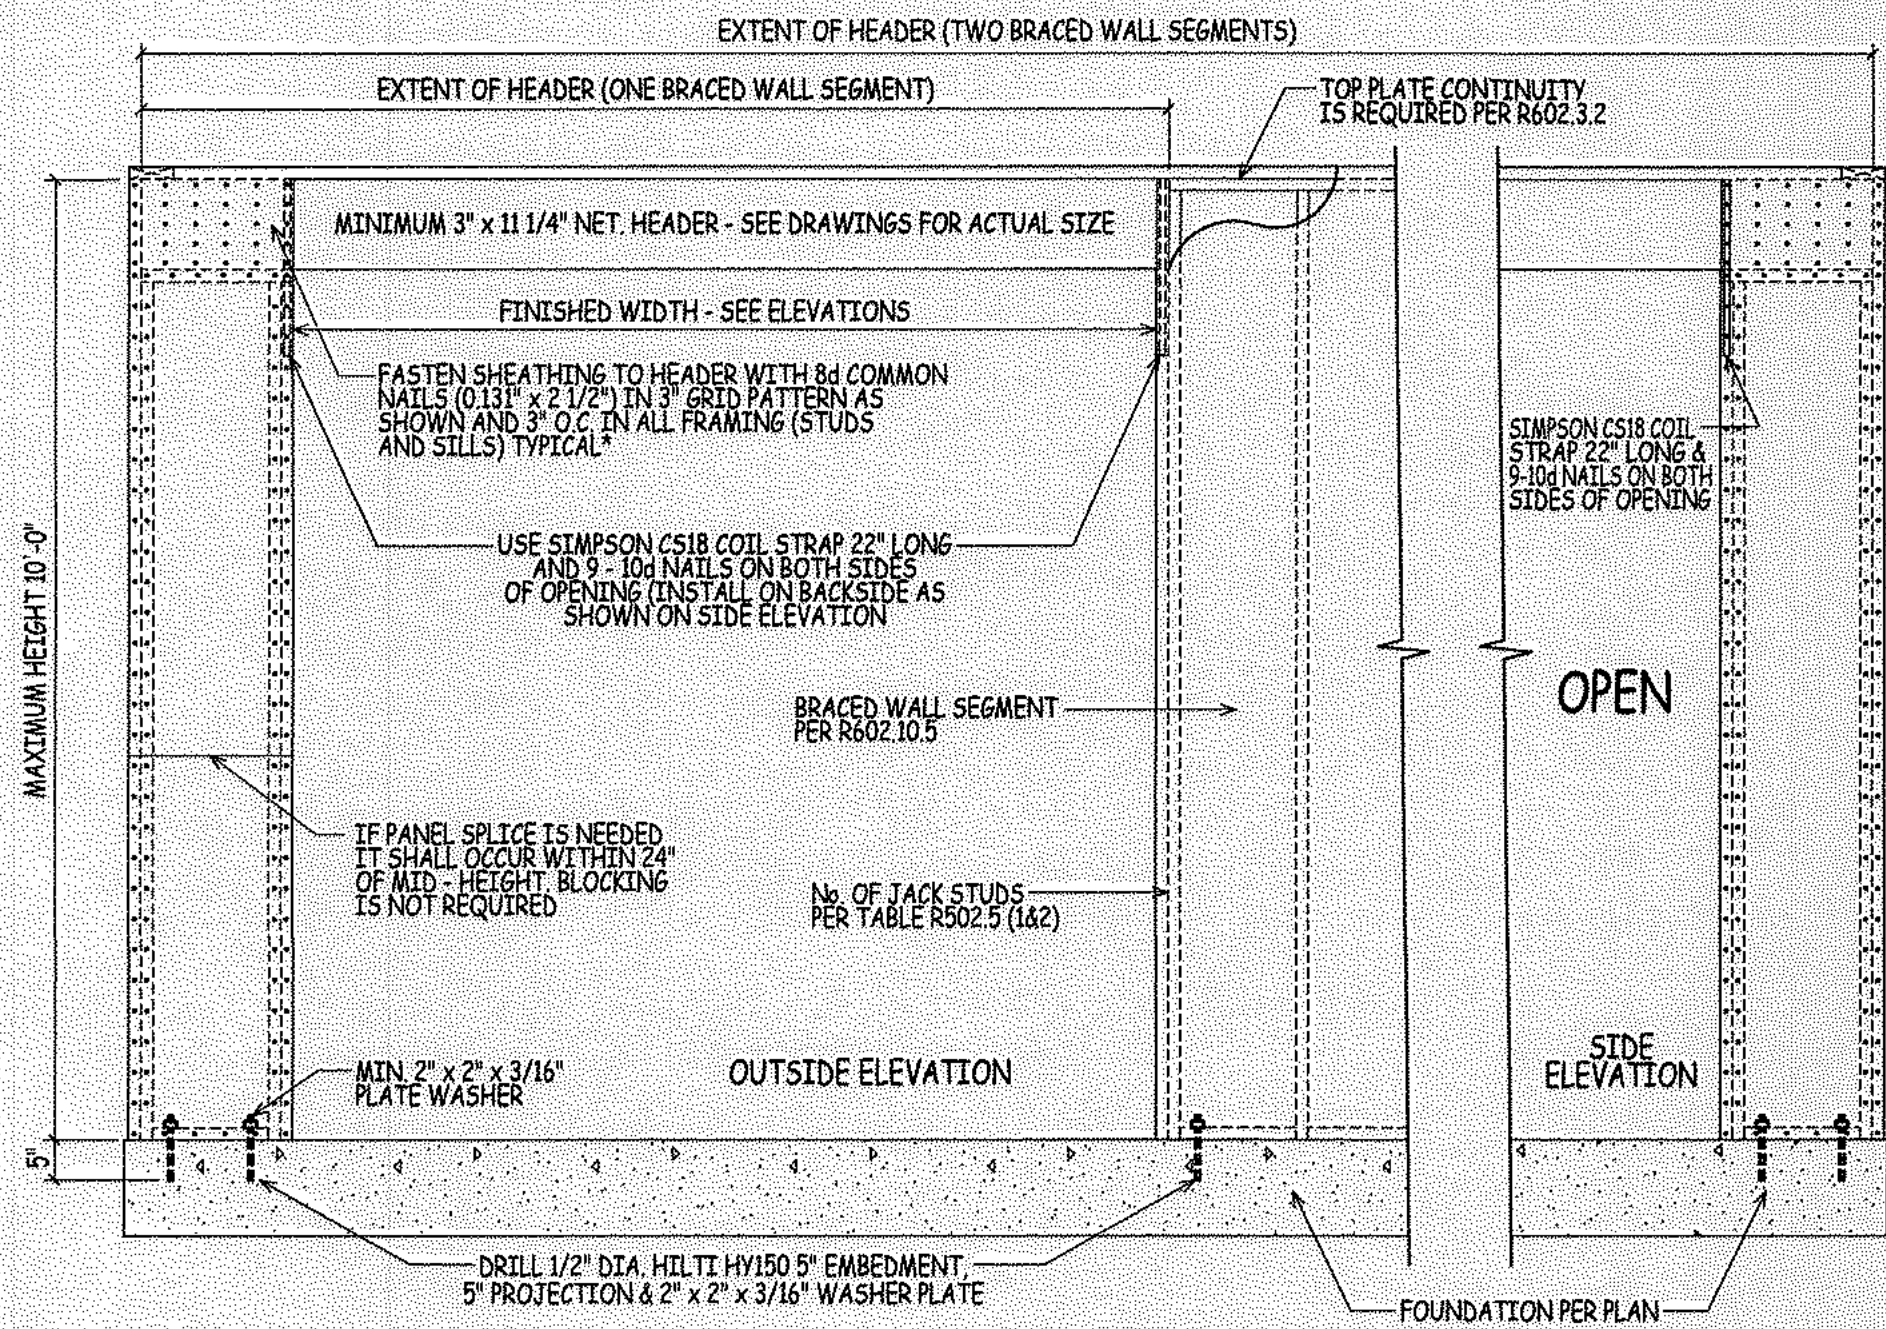 EXTENT OF HEADER (TWO BRACED WALL SEGMENTS)
EXTENT OF HEADER (ONE BRACED WALL SEGMENT)
TOP PLATE CONTINUITY
IS REQUIRED PER R602.3.2
MINIMUM 3" x 11 1/4" NET. HEADER - SEE DRAWINGS FOR ACTUAL SIZE
FINISHED WIDTH - SEE ELEVATIONS
FASTEN SHEATHING TO HEADER WITH 8d COMMON
NAILS (0.131" x 2 1/2") IN 3" GRID PATTERN AS
SHOWN AND 3" O.C. IN ALL FRAMING (STUDS
AND SILLS) TYPICAL*
SIMPSON CS18 COIL
STRAP 22" LONG &
9-10d NAILS ON BOTH
SIDES OF OPENING
USE SIMPSON CS18 COIL STRAP 22" LONG
AND 9 - 10d NAILS ON BOTH SIDES
OF OPENING (INSTALL ON BACKSIDE AS
SHOWN ON SIDE ELEVATION
MAXIMUM HEIGHT 10'-0"
OPEN
BRACED WALL SEGMENT
PER R602.10.5
IF PANEL SPLICE IS NEEDED
IT SHALL OCCUR WITHIN 24"
OF MID - HEIGHT. BLOCKING
IS NOT REQUIRED
No. OF JACK STUDS
PER TABLE R502.5 (1&2)
MIN. 2" x 2" x 3/16"
PLATE WASHER
OUTSIDE ELEVATION
SIDE
ELEVATION
5"
DRILL 1/2" DIA. HILTI HY150 5" EMBEDMENT,
5" PROJECTION & 2" x 2" x 3/16" WASHER PLATE
FOUNDATION PER PLAN